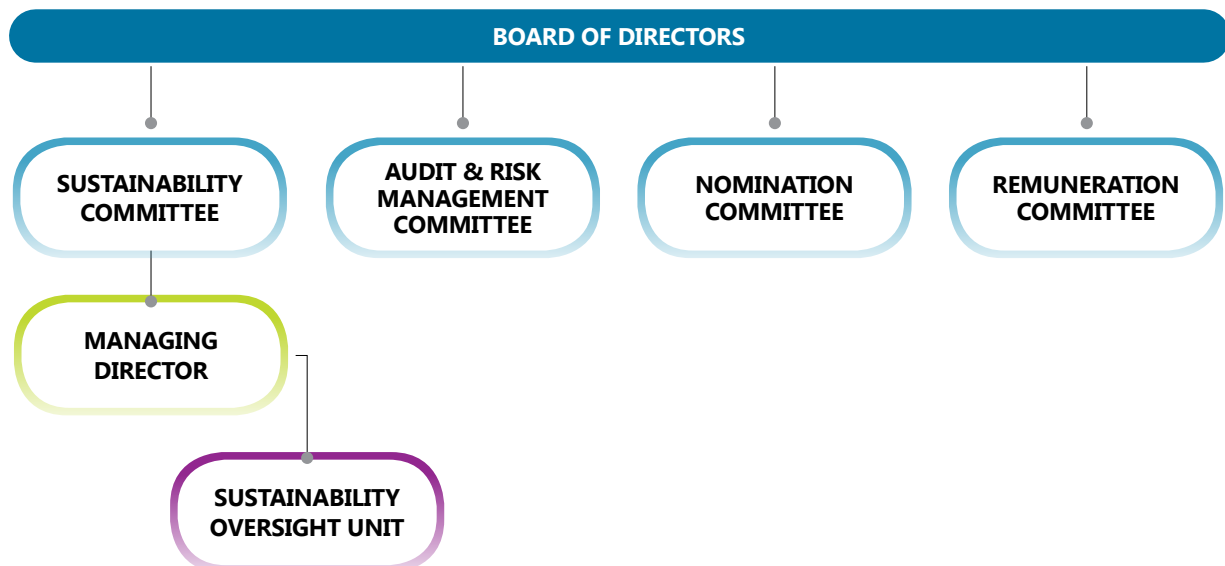 BOARD OF DIRECTORS
SUSTAINABILITY
COMMITTEE
AUDIT & RISK
MANAGEMENT
COMMITTEE
NOMINATION
COMMITTEE
REMUNERATION
COMMITTEE
MANAGING
DIRECTOR
SUSTAINABILITY
OVERSIGHT UNIT